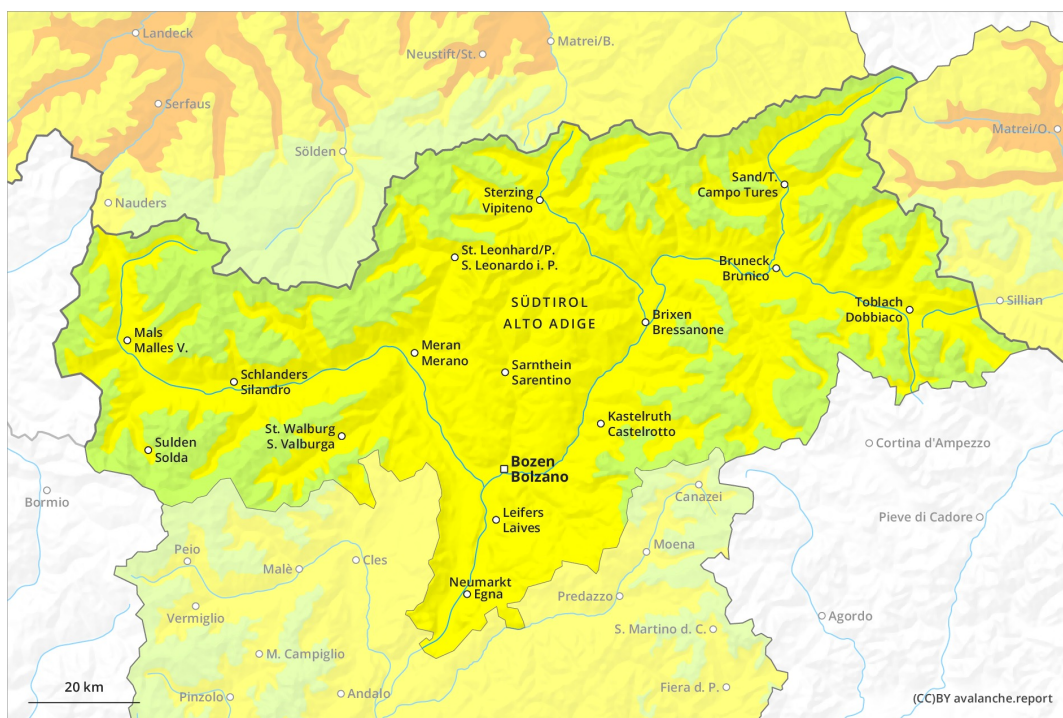 Landeck
Matrei/B.
Neustift/St.
Serfaus
Matrei/O.
Sölden
Sand/T.
Campo Tures
Sterzing
Vipiteno
Nauders
St. Leonhard/P.
S. Leonardo i. P.
Bruneck
Brunico
SÜDTIROL
ALTO ADIGE
Toblach
Dobbiaco
Sillian
Brixen
Bressanone
Mals
Malles V.
Meran
Merano
Sarnthein
Sarentino
Schlanders
Silandro
Kastelruth
Castelrotto
St. Walburg
S. Valburga
Sulden
Solda
Cortina d'Ampezzo
Bozen
Bolzano
Canazei
Bormio
Leifers
Laives
Pieve di Cadore
Moena
Peio
Cles
Malè
Neumarkt
Egna
Predazzo
Vermiglio
Agordo
S. Martino d. C.
M. Campiglio
20 km
Pinzolo
Andalo
Fiera d. P.
(CC)BY avalanche.report